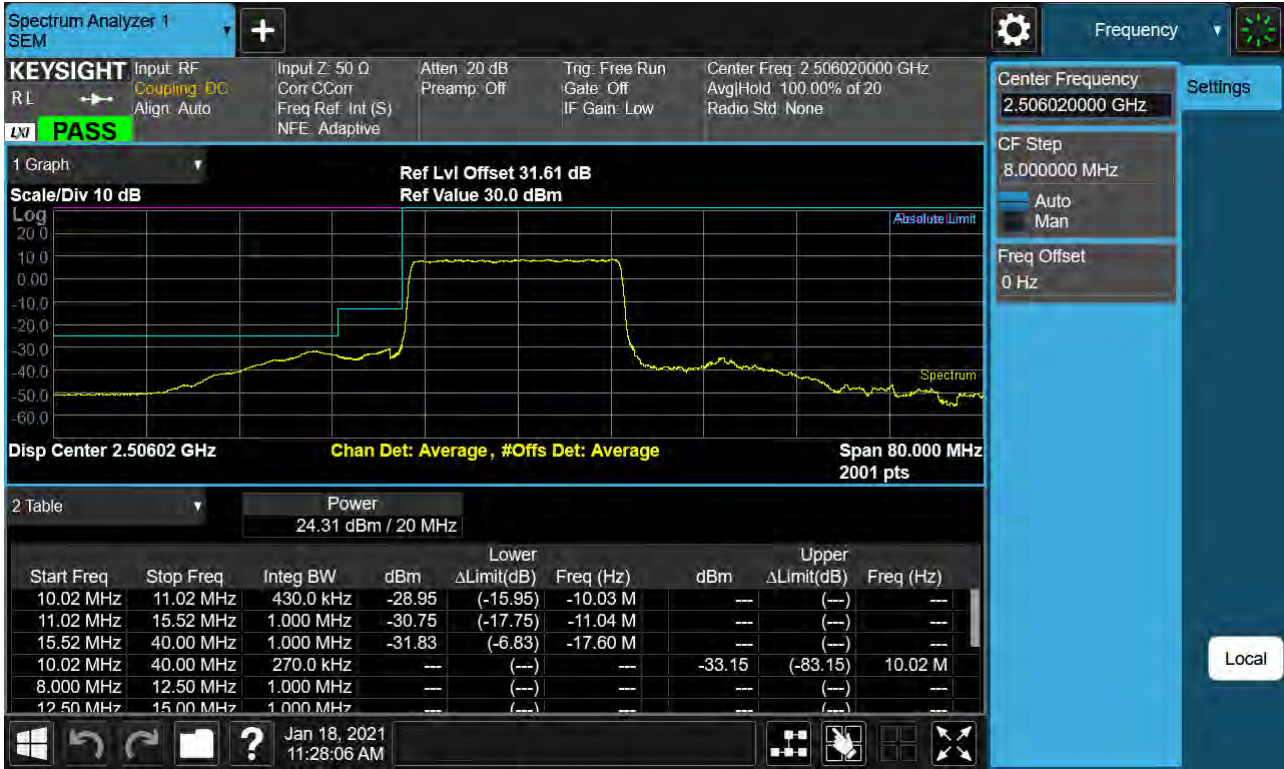 Spectrum Analyzer 1
SEM
+
Frequency
KEYSIGHT
RL
LXI PASS
Input: RF
Coupling: DC
Align: Auto
Input Z: 50 Ω
Corr CCorr
Freq Ref: Int (S)
NFE: Adaptive
Atten: 20 dB
Preamp: Off
Trig: Free Run
Gate: Off
IF Gain: Low
Center Freq: 2.506020000 GHz
Avg|Hold: 100.00% of 20
Radio Std: None
Center Frequency
2.506020000 GHz
Settings
CF Step
8.000000 MHz
Auto
Man
Freq Offset
0 Hz
1 Graph
Scale/Div 10 dB
Ref Lvl Offset 31.61 dB
Ref Value 30.0 dBm
Log
20.0
10.0
0.00
-10.0
-20.0
-30.0
-40.0
-50.0
-60.0
Absolute Limit
Spectrum
Disp Center 2.50602 GHz Chan Det: Average, #Offs Det: Average Span 80.000 MHz
2001 pts
2 Table
Power
24.31 dBm / 20 MHz
Lower Upper
Start Freq Stop Freq Integ BW dBm ΔLimit(dB) Freq (Hz) dBm ΔLimit(dB) Freq (Hz)
10.02 MHz 11.02 MHz 430.0 kHz -28.95 (-15.95) -10.03 M --- (---) ---
11.02 MHz 15.52 MHz 1.000 MHz -30.75 (-17.75) -11.04 M --- (---) ---
15.52 MHz 40.00 MHz 1.000 MHz -31.83 (-6.83) -17.60 M --- (---) ---
10.02 MHz 40.00 MHz 270.0 kHz --- (---) --- -33.15 (-83.15) 10.02 M
8.000 MHz 12.50 MHz 1.000 MHz --- (---) --- --- (---) ---
12.50 MHz 15.00 MHz 1.000 MHz --- (---) --- --- (---) ---
Local
?
Jan 18, 2021
11:28:06 AM